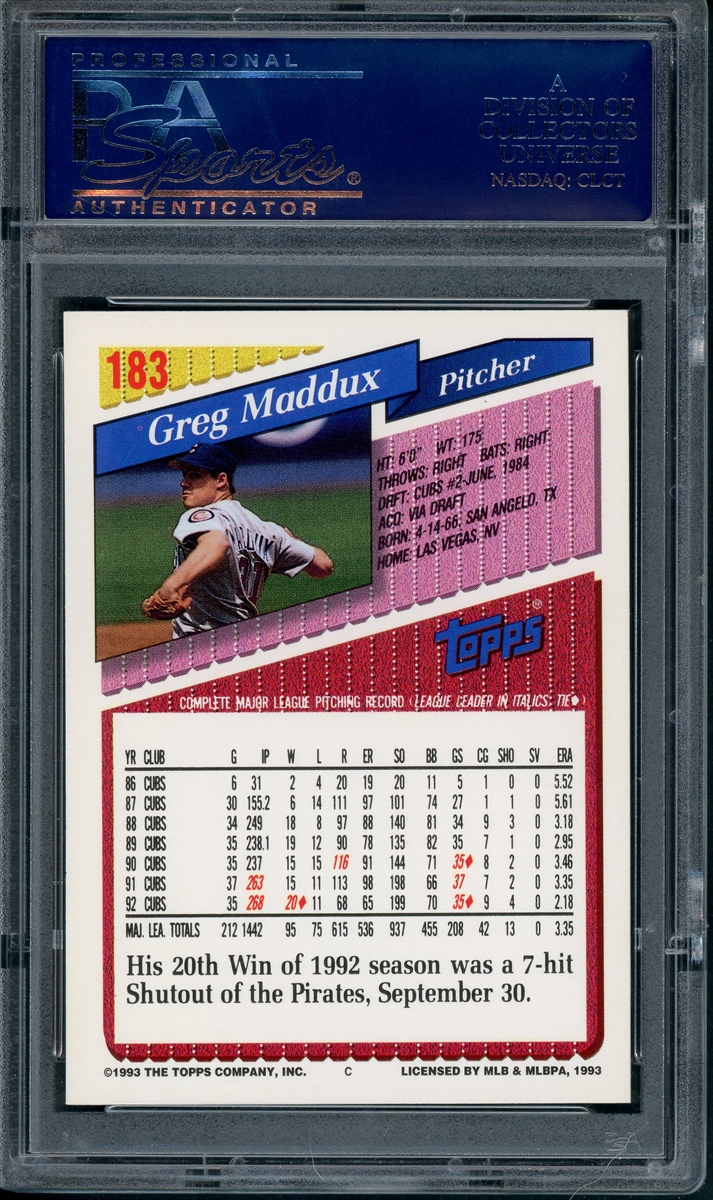 PROFESSIONAL
PSA
Sports®
AUTHENTICATOR
A
DIVISION OF
COLLECTORS
UNIVERSE
NASDAQ: CLCT
183
Greg Maddux
Pitcher
HT: 6'0" WT: 175
THROWS: RIGHT BATS: RIGHT
DRFT: CUBS #2-JUNE, 1984
ACQ: VIA DRAFT
BORN: 4-14-66, SAN ANGELO, TX
HOME: LAS VEGAS, NV
topps®
COMPLETE MAJOR LEAGUE PITCHING RECORD (LEAGUE LEADER IN ITALICS, TIE♦)
YR CLUB G IP W L R ER SO BB GS CG SHO SV ERA
86 CUBS 6 31 2 4 20 19 20 11 5 1 0 0 5.52
87 CUBS 30 155.2 6 14 111 97 101 74 27 1 1 0 5.61
88 CUBS 34 249 18 8 97 88 140 81 34 9 3 0 3.18
89 CUBS 35 238.1 19 12 90 78 135 82 35 7 1 0 2.95
90 CUBS 35 237 15 15 116 91 144 71 35♦ 8 2 0 3.46
91 CUBS 37 263 15 11 113 98 198 66 37 7 2 0 3.35
92 CUBS 35 268 20♦ 11 68 65 199 70 35♦ 9 4 0 2.18
MAJ. LEA. TOTALS 212 1442 95 75 615 536 937 455 208 42 13 0 3.35
His 20th Win of 1992 season was a 7-hit
Shutout of the Pirates, September 30.
©1993 THE TOPPS COMPANY, INC. C LICENSED BY MLB & MLBPA, 1993